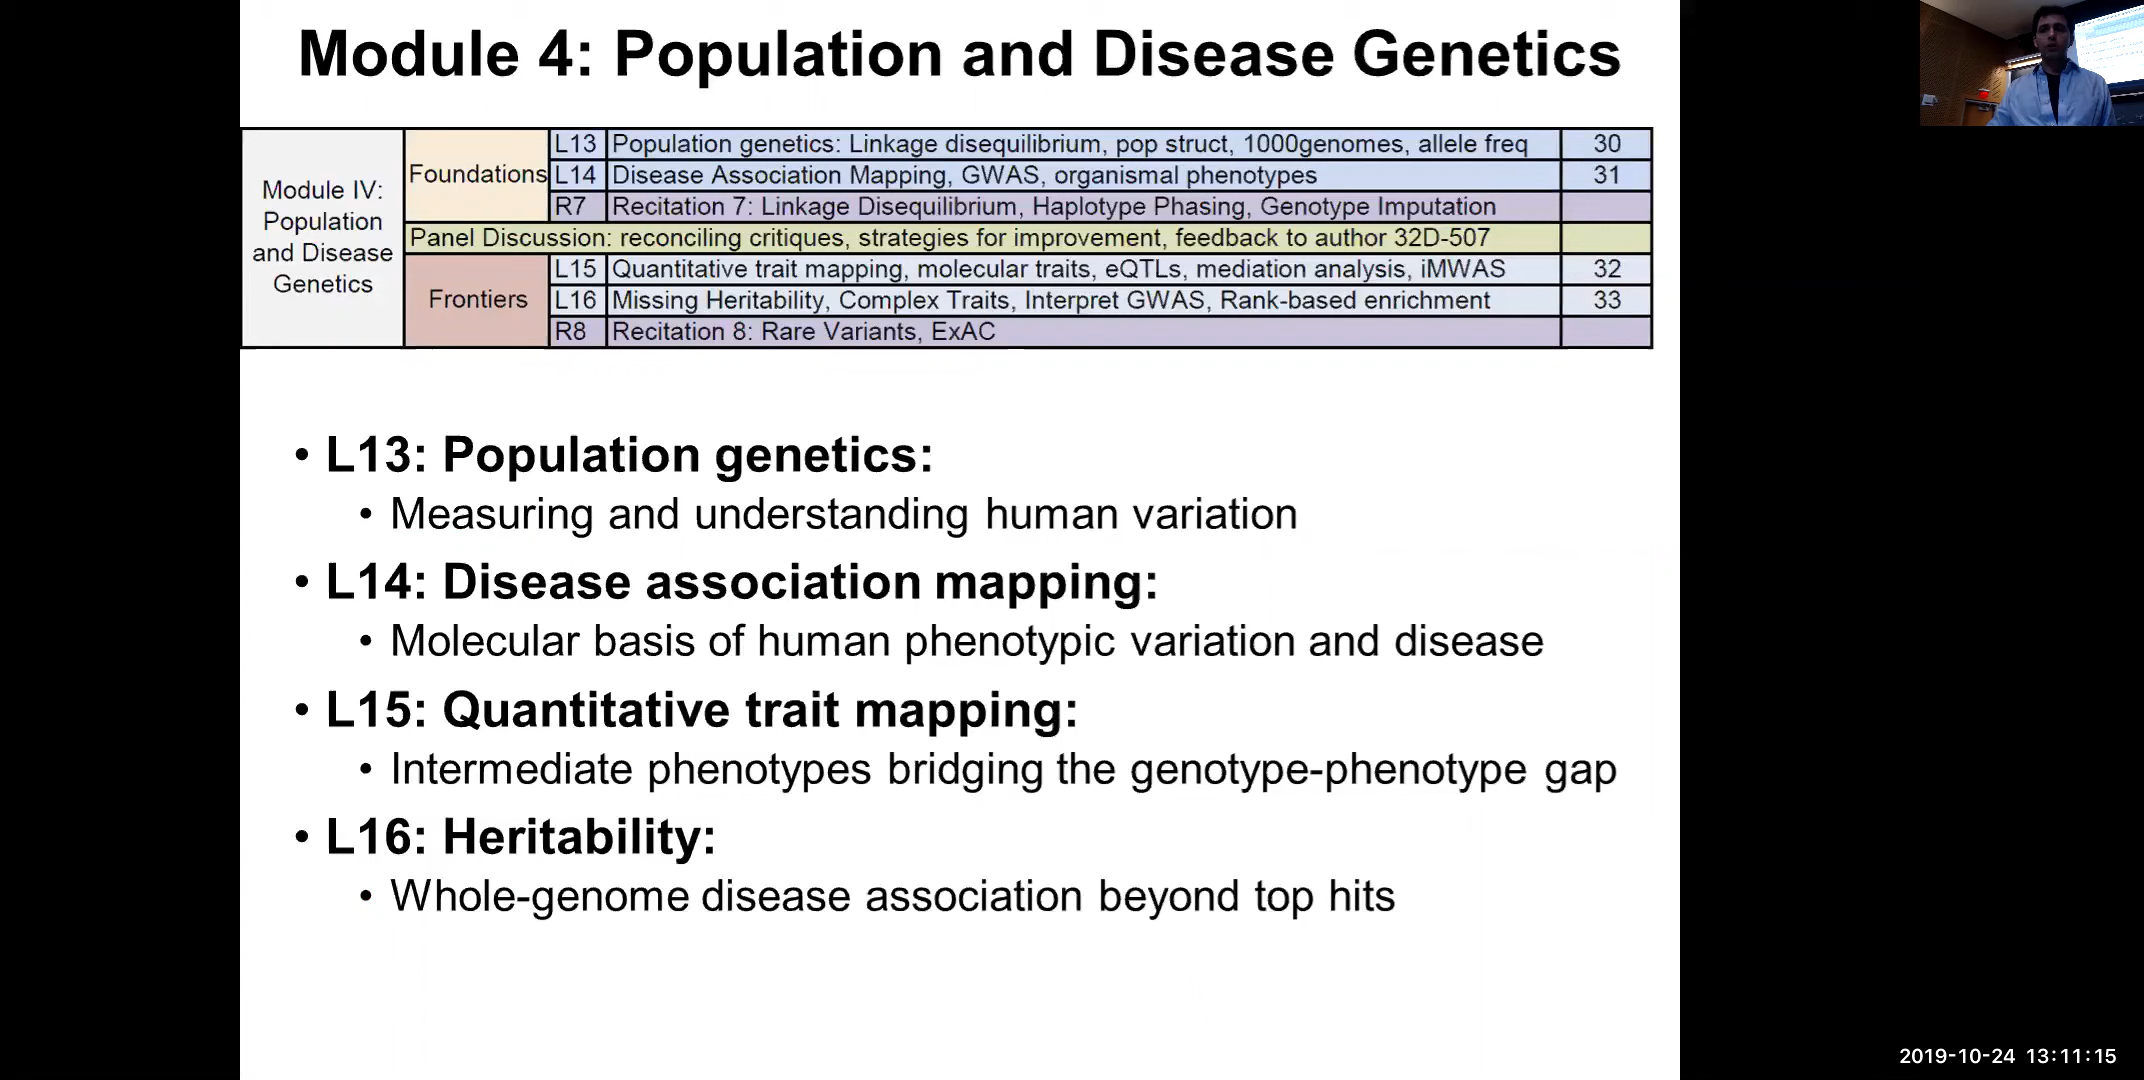 Module 4: Population and Disease Genetics
Module IV:
Population
and Disease
Genetics
Foundations
L13 Population genetics: Linkage disequilibrium, pop struct, 1000genomes, allele freq 30
L14 Disease Association Mapping, GWAS, organismal phenotypes 31
R7 Recitation 7: Linkage Disequilibrium, Haplotype Phasing, Genotype Imputation
Panel Discussion: reconciling critiques, strategies for improvement, feedback to author 32D-507
Frontiers
L15 Quantitative trait mapping, molecular traits, eQTLs, mediation analysis, iMWAS 32
L16 Missing Heritability, Complex Traits, Interpret GWAS, Rank-based enrichment 33
R8 Recitation 8: Rare Variants, ExAC
• L13: Population genetics:
• Measuring and understanding human variation
• L14: Disease association mapping:
• Molecular basis of human phenotypic variation and disease
• L15: Quantitative trait mapping:
• Intermediate phenotypes bridging the genotype-phenotype gap
• L16: Heritability:
• Whole-genome disease association beyond top hits
2019-10-24 13:11:15